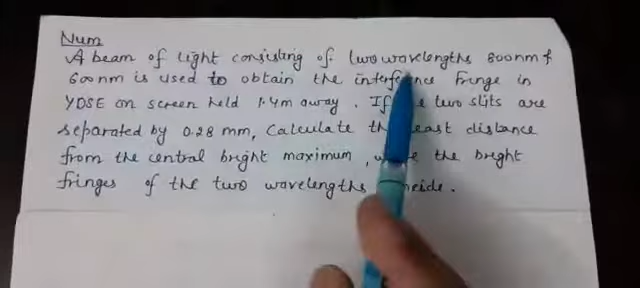 Num
A beam of light consisting of two wavelengths 800nm &
600nm is used to obtain the interference fringe in
YDSE on screen held 1.4m away. If two slits are
separated by 0.28 mm, Calculate least distance
from the central bright maximum, the bright
fringes of the two wavelengths